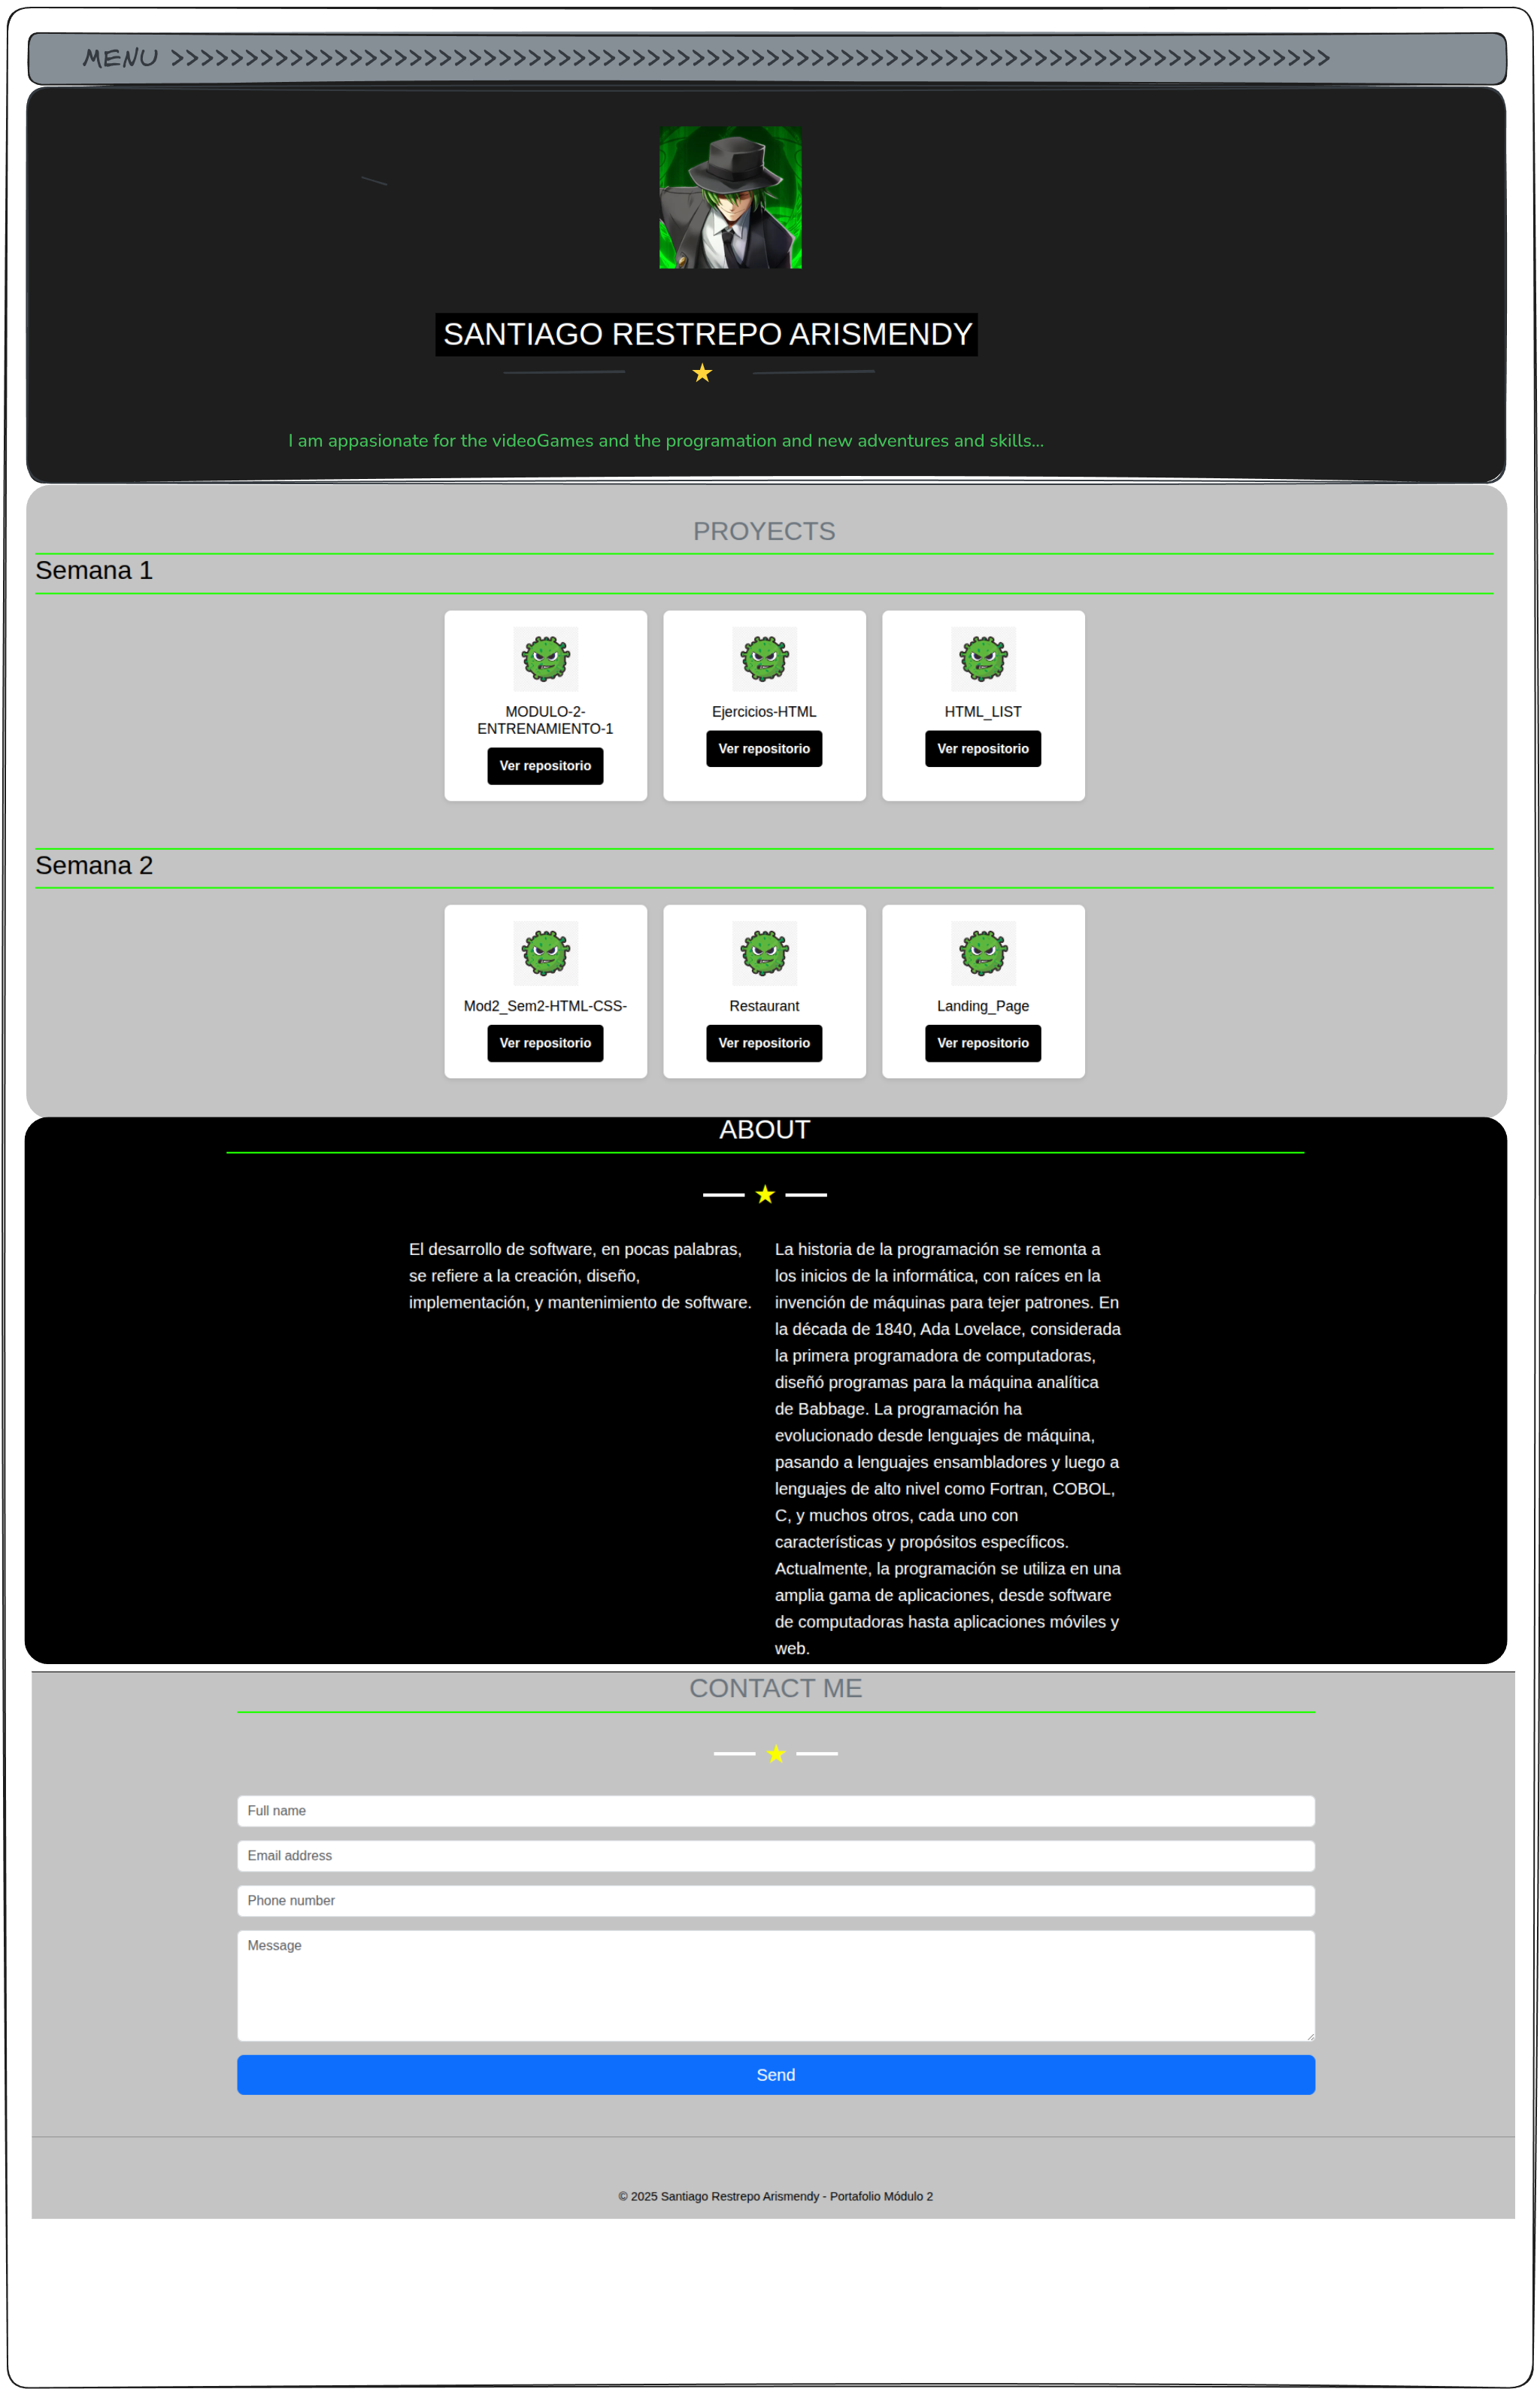 MENU >>>>>>>>>>>>>>>>>>>>>>>>>>>>>>>>>>>>>>>>>>>>>>>>>>>>>>>>>>>>>>>>>>>>>>>>>>>>>>
SANTIAGO RESTREPO ARISMENDY
I am appasionate for the videoGames and the programation and new adventures and skills...
PROYECTS
Semana 1
MODULO-2-
ENTRENAMIENTO-1
Ver repositorio
Ejercicios-HTML
Ver repositorio
HTML_LIST
Ver repositorio
Semana 2
Mod2_Sem2-HTML-CSS-
Ver repositorio
Restaurant
Ver repositorio
Landing_Page
Ver repositorio
ABOUT
El desarrollo de software, en pocas palabras,
se refiere a la creación, diseño,
implementación, y mantenimiento de software.
La historia de la programación se remonta a
los inicios de la informática, con raíces en la
invención de máquinas para tejer patrones. En
la década de 1840, Ada Lovelace, considerada
la primera programadora de computadoras,
diseñó programas para la máquina analítica
de Babbage. La programación ha
evolucionado desde lenguajes de máquina,
pasando a lenguajes ensambladores y luego a
lenguajes de alto nivel como Fortran, COBOL,
C, y muchos otros, cada uno con
características y propósitos específicos.
Actualmente, la programación se utiliza en una
amplia gama de aplicaciones, desde software
de computadoras hasta aplicaciones móviles y
web.
CONTACT ME
Full name
Email address
Phone number
Message
Send
© 2025 Santiago Restrepo Arismendy - Portafolio Módulo 2